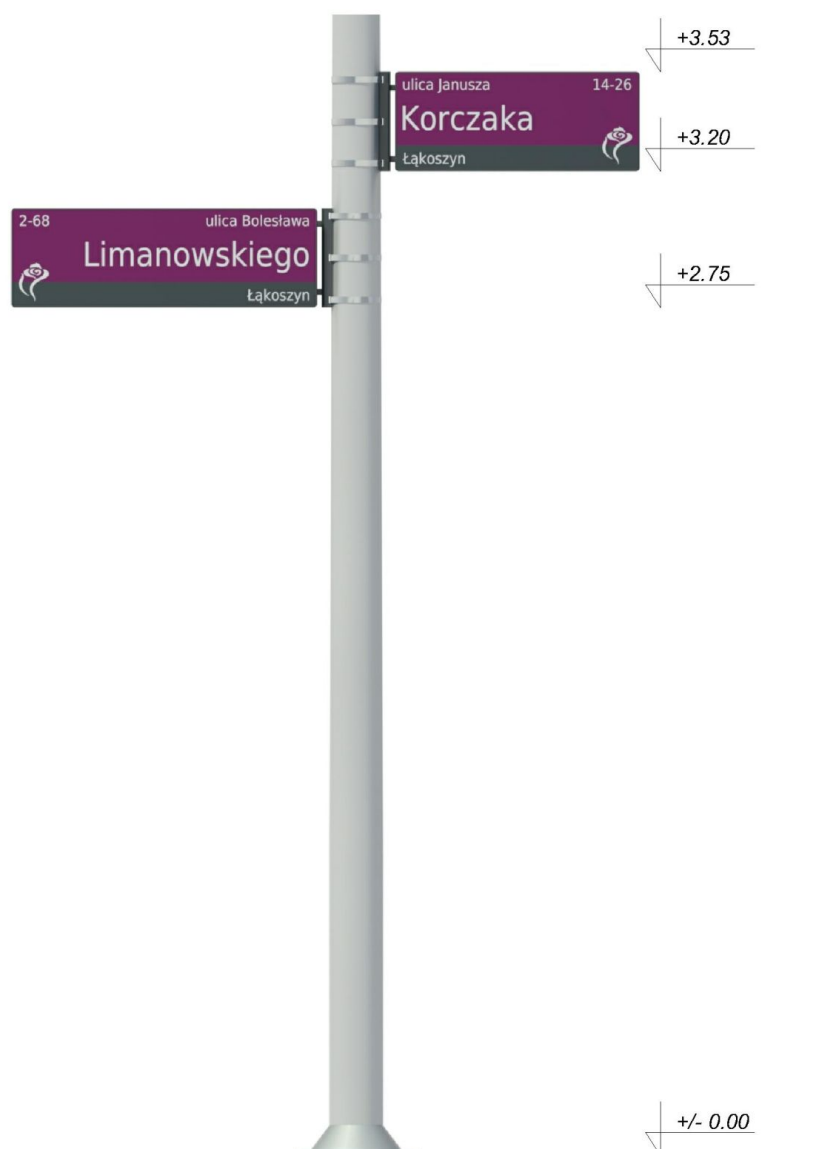 +3.53
ulica Janusza 14-26
Korczaka
Łąkoszyn
+3.20
2-68 ulica Bolesława
Limanowskiego
Łąkoszyn
+2.75
+/- 0.00